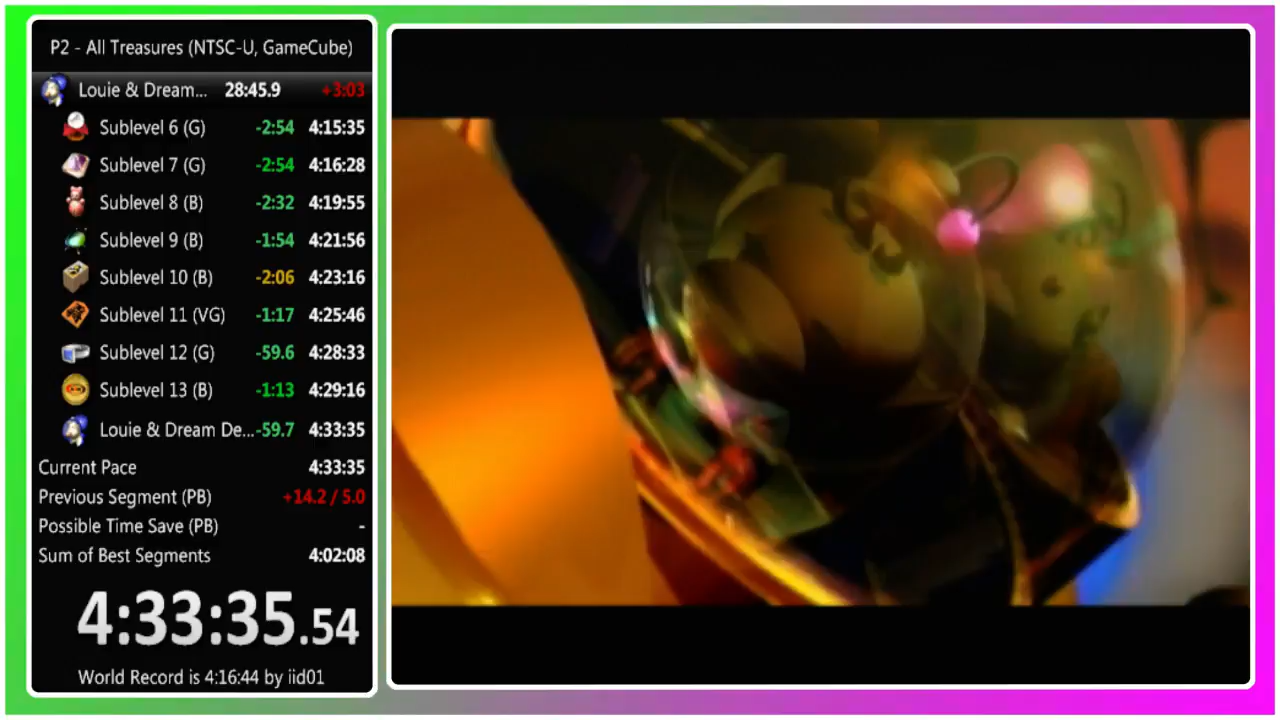 P2 - All Treasures (NTSC-U, GameCube)
Louie & Dream... 28:45.9 +3:03
Sublevel 6 (G) -2:54 4:15:35
Sublevel 7 (G) -2:54 4:16:28
Sublevel 8 (B) -2:32 4:19:55
Sublevel 9 (B) -1:54 4:21:56
Sublevel 10 (B) -2:06 4:23:16
Sublevel 11 (VG) -1:17 4:25:46
Sublevel 12 (G) -59.6 4:28:33
Sublevel 13 (B) -1:13 4:29:16
Louie & Dream De... -59.7 4:33:35
Current Pace 4:33:35
Previous Segment (PB) +14.2 / 5.0
Possible Time Save (PB) -
Sum of Best Segments 4:02:08
4:33:35.54
World Record is 4:16:44 by iid01